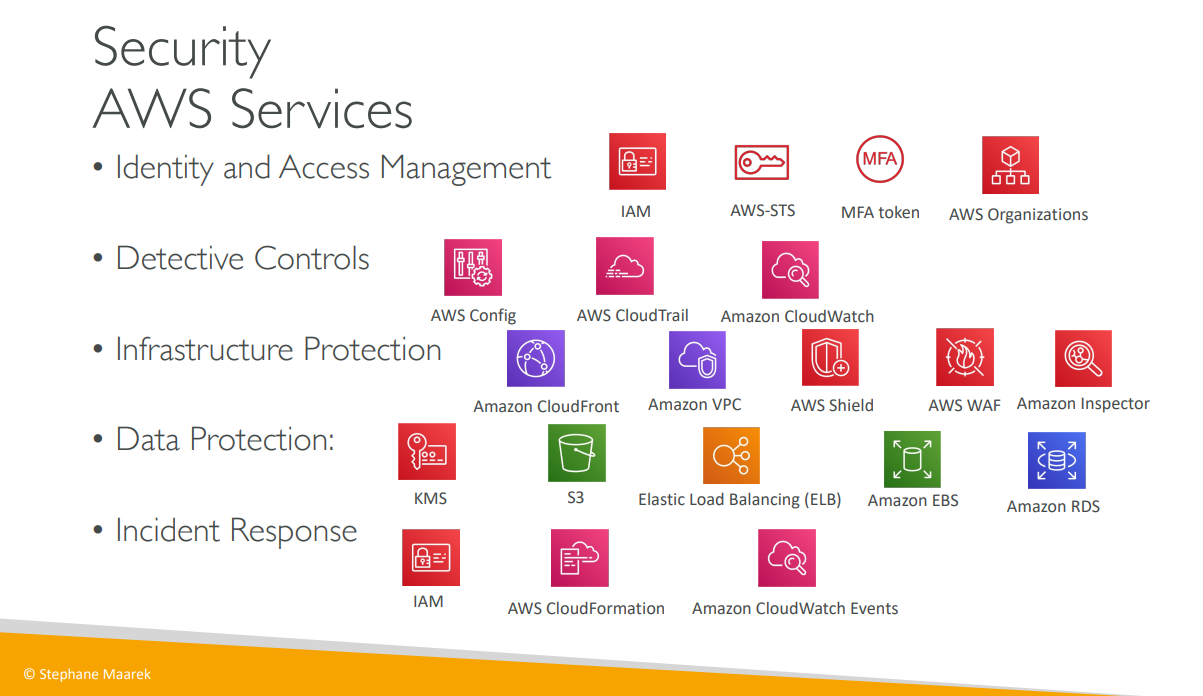 Security
AWS Services
• Identity and Access Management
MFA
IAM
AWS-STS
MFA token
AWS Organizations
• Detective Controls
AWS Config
AWS CloudTrail
Amazon CloudWatch
• Infrastructure Protection
Amazon CloudFront
Amazon VPC
AWS Shield
AWS WAF
Amazon Inspector
• Data Protection:
KMS
S3
Elastic Load Balancing (ELB)
Amazon EBS
Amazon RDS
• Incident Response
IAM
AWS CloudFormation
Amazon CloudWatch Events
© Stephane Maarek